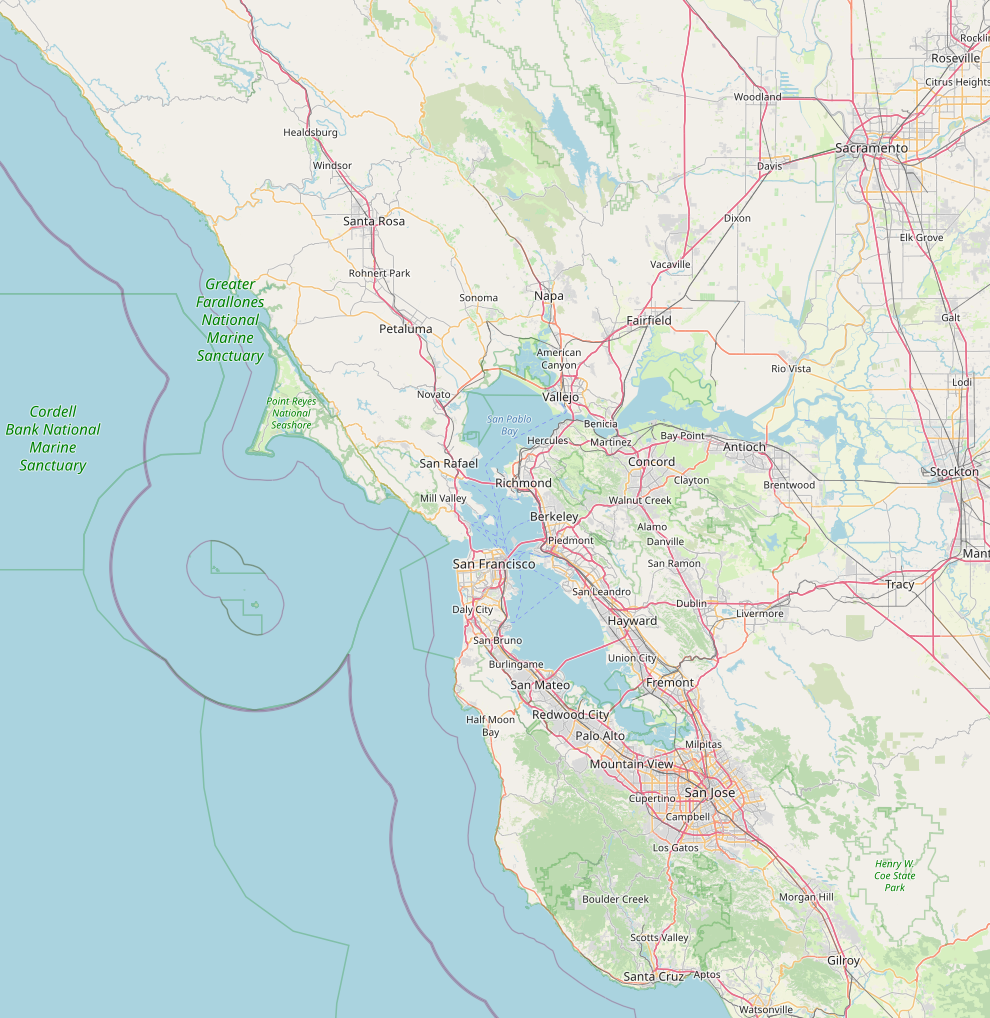 Rocklin
Roseville
Citrus Heights
Woodland
Healdsburg
Sacramento
Windsor
Davis
Santa Rosa
Dixon
Elk Grove
Vacaville
Rohnert Park
Greater
Farallones
National
Marine
Sanctuary
Sonoma
Napa
Galt
Fairfield
Petaluma
American
Canyon
Rio Vista
Lodi
Novato
Vallejo
Point Reyes
National
Seashore
Cordell
Bank National
Marine
Sanctuary
San Pablo
Bay
Benicia
Hercules
Martinez
Bay Point
Antioch
San Rafael
Concord
Stockton
Richmond
Clayton
Brentwood
Mill Valley
Walnut Creek
Berkeley
Alamo
Piedmont
Danville
Mant
San Francisco
San Ramon
Tracy
San Leandro
Daly City
Dublin
Livermore
Hayward
San Bruno
Burlingame
Union City
San Mateo
Fremont
Redwood City
Half Moon
Bay
Palo Alto
Milpitas
Mountain View
San Jose
Cupertino
Campbell
Los Gatos
Henry W.
Coe State
Park
Boulder Creek
Morgan Hill
Scotts Valley
Gilroy
Santa Cruz
Aptos
Watsonville